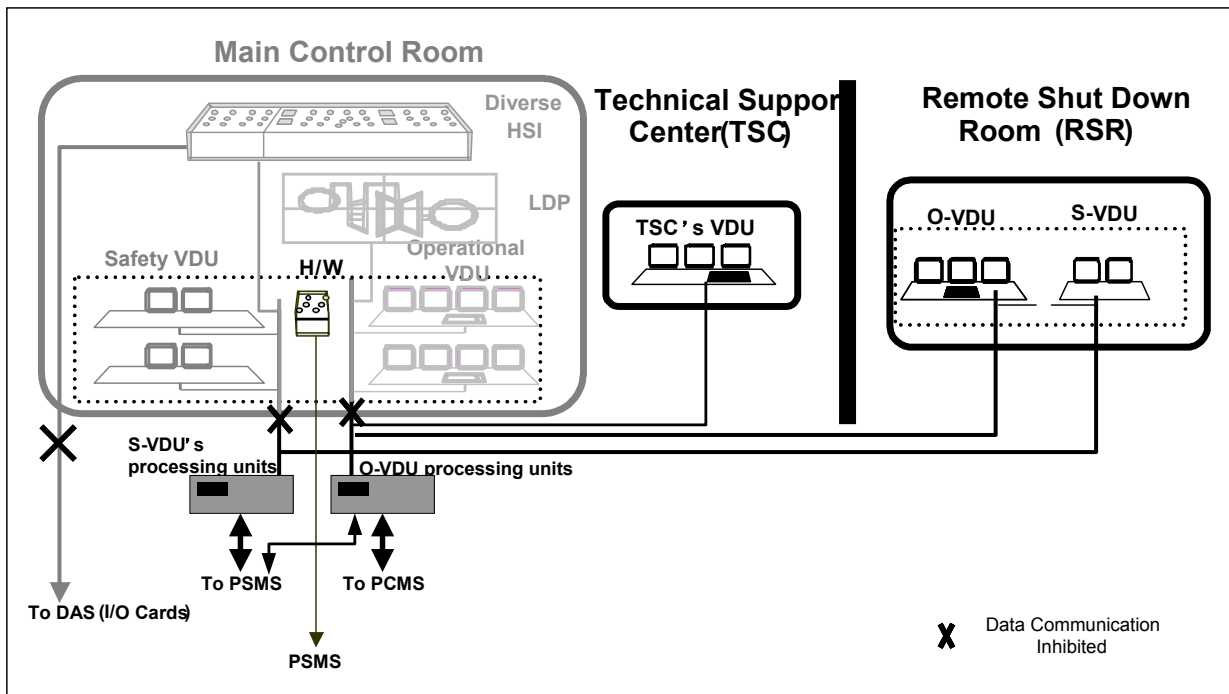 Main Control Room
Diverse
HSI
LDP
Safety VDU
H/W
Operational
VDU
Technical Suppor
Center(TSC)
TSC's VDU
Remote Shut Down
Room (RSR)
O-VDU
S-VDU
S-VDU's
processing units
O-VDU processing units
To PSMS
To PCMS
To DAS (I/O Cards)
PSMS
Data Communication
Inhibited